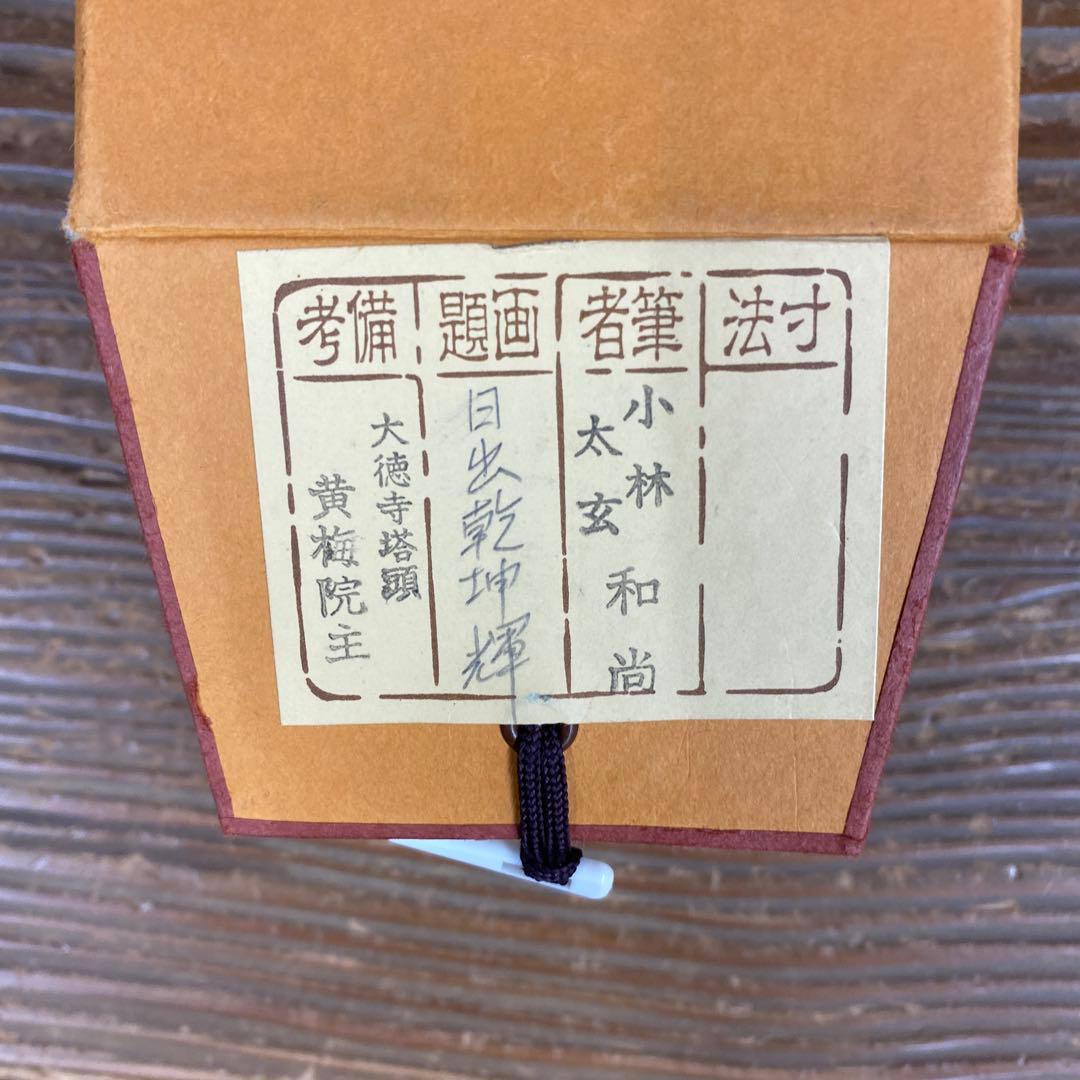 寸法
筆者
小林
太玄
和尚
画題
日出乾坤輝
備考
大徳寺塔頭
黄梅院主